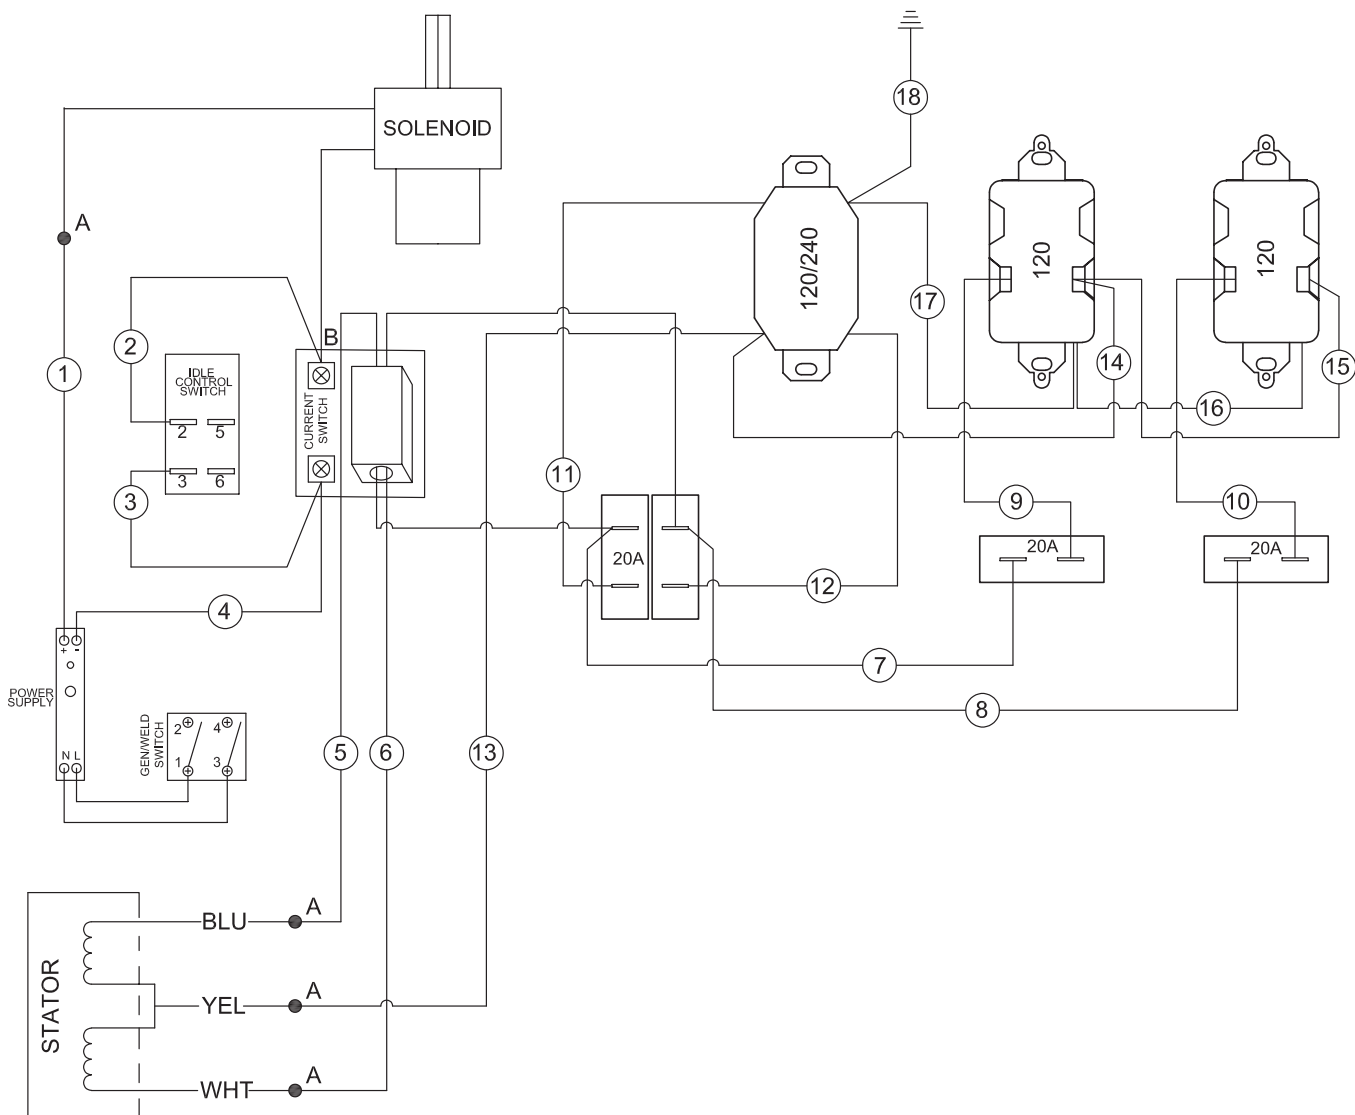 SOLENOID
18
A
120/240
120
120
17
2
B
1
IDLE
CONTROL
SWITCH
14
15
16
2 5
CURRENT
SWITCH
3 6
11
3
9
10
20A
20A
20A
12
4
+ -
7
POWER
SUPPLY
8
GEN/WELD
SWITCH
2 4
1 3
N L
5
6
13
STATOR
BLU
A
YEL
A
WHT
A